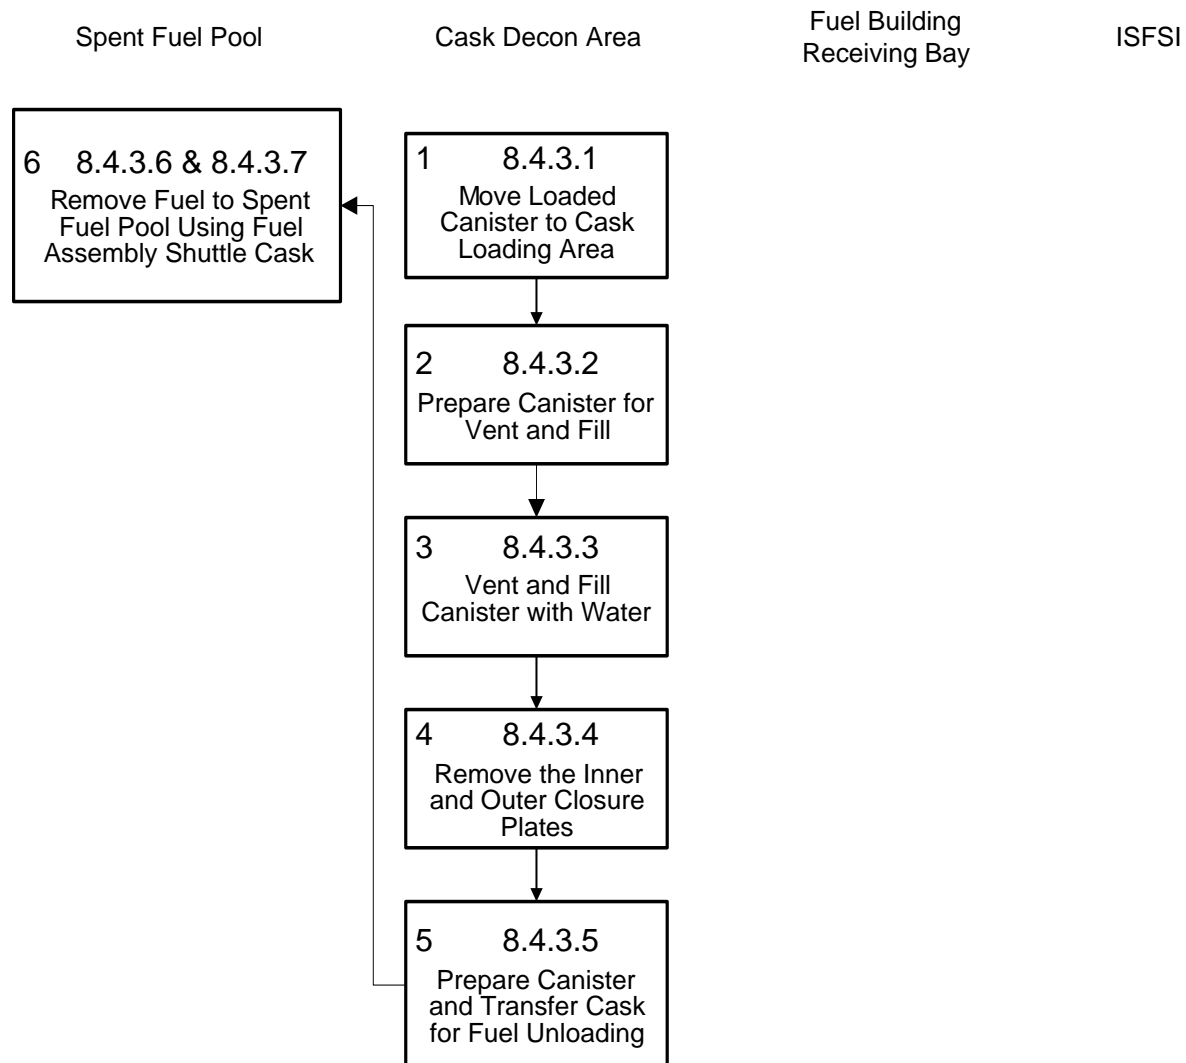 Spent Fuel Pool
Cask Decon Area
Fuel Building
Receiving Bay
ISFSI
6 8.4.3.6 & 8.4.3.7
Remove Fuel to Spent
Fuel Pool Using Fuel
Assembly Shuttle Cask
1 8.4.3.1
Move Loaded
Canister to Cask
Loading Area
2 8.4.3.2
Prepare Canister for
Vent and Fill
3 8.4.3.3
Vent and Fill
Canister with Water
4 8.4.3.4
Remove the Inner
and Outer Closure
Plates
5 8.4.3.5
Prepare Canister
and Transfer Cask
for Fuel Unloading